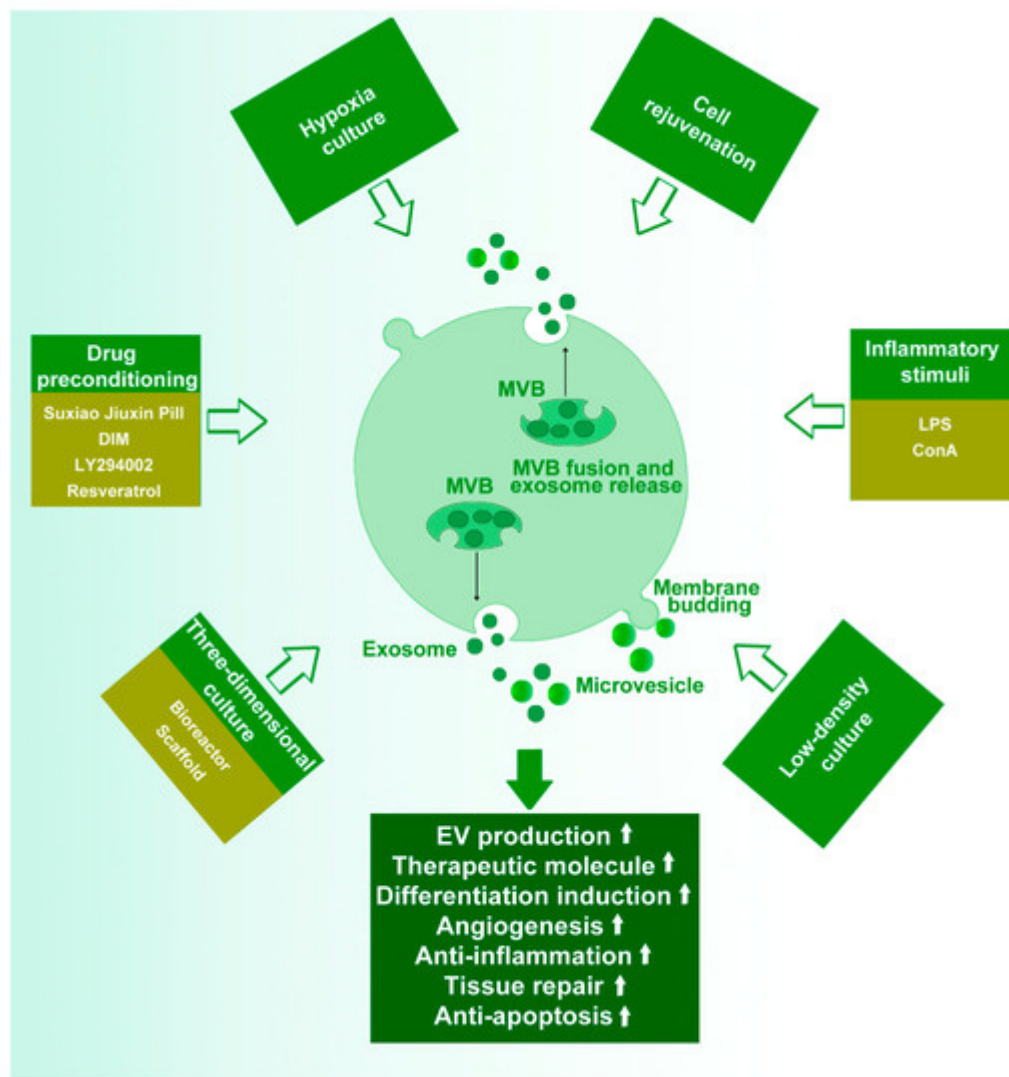 Hypoxia
culture
Cell
rejuvenation
Drug
preconditioning
Suxiao Jiuxin Pill
DIM
LY294002
Resveratrol
Inflammatory
stimuli
LPS
ConA
MVB
MVB fusion and
exosome release
MVB
Membrane
budding
Exosome
Microvesicle
Three-dimensional
culture
Bioreactor
Scaffold
Low-density
culture
EV production ⬆
Therapeutic molecule ⬆
Differentiation induction ⬆
Angiogenesis ⬆
Anti-inflammation ⬆
Tissue repair ⬆
Anti-apoptosis ⬆